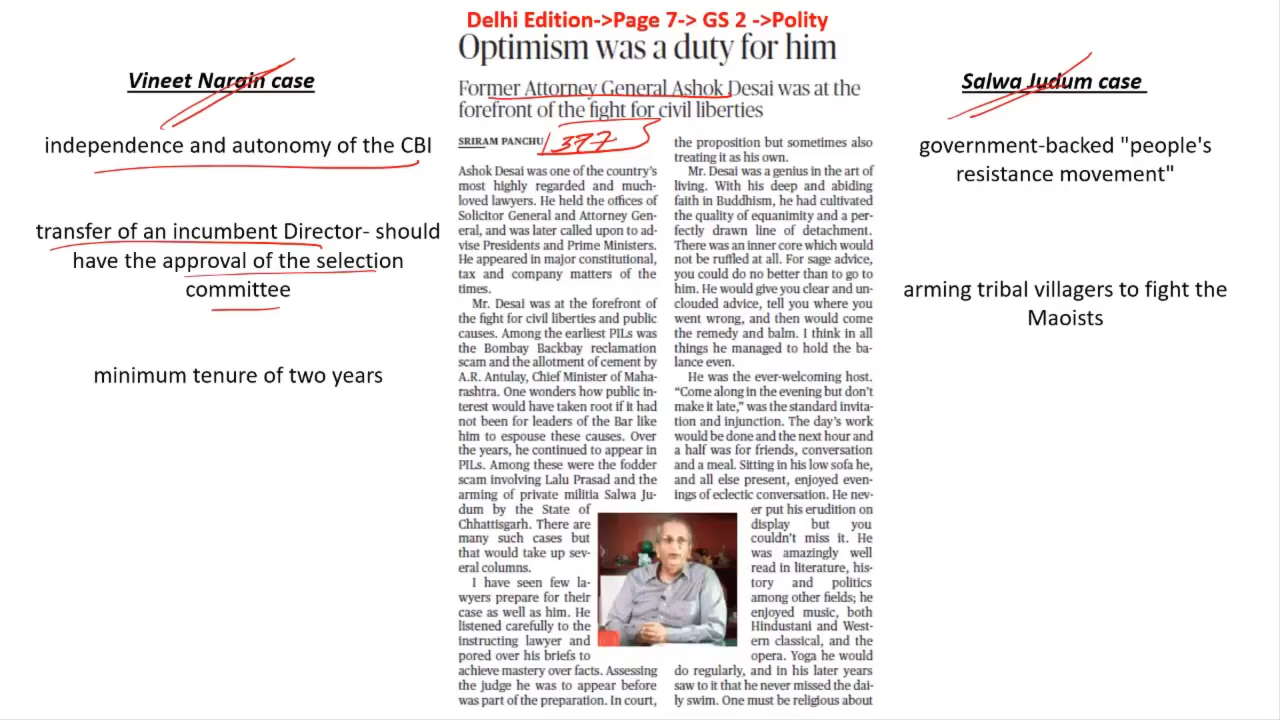 Delhi Edition->Page 7-> GS 2 ->Polity
Optimism was a duty for him
Former Attorney General Ashok Desai was at the
forefront of the fight for civil liberties
SRIRAM PANCHU
377
Ashok Desai was one of the country's
most highly regarded and much-
loved lawyers. He held the offices of
Solicitor General and Attorney Gen-
eral, and was later called upon to ad-
vise Presidents and Prime Ministers.
He appeared in major constitutional,
tax and company matters of the
times.
Mr. Desai was at the forefront of
the fight for civil liberties and public
causes. Among the earliest PILs was
the Bombay Backbay reclamation
scam and the allotment of cement by
A.R. Antulay, Chief Minister of Maha-
rashtra. One wonders how public in-
terest would have taken root if it had
not been for leaders of the Bar like
him to espouse these causes. Over
the years, he continued to appear in
PILs. Among these were the fodder
scam involving Lalu Prasad and the
arming of private militia Salwa Ju-
dum by the State of
Chhattisgarh. There are
many such cases but
that would take up sev-
eral columns.
I have seen few la-
wyers prepare for their
case as well as him. He
listened carefully to the
instructing lawyer and
pored over his briefs to
achieve mastery over facts. Assessing
the judge he was to appear before
was part of the preparation. In court,
the proposition but sometimes also
treating it as his own.
Mr. Desai was a genius in the art of
living. With his deep and abiding
faith in Buddhism, he had cultivated
the quality of equanimity and a per-
fectly drawn line of detachment.
There was an inner core which would
not be ruffled at all. For sage advice,
you could do no better than to go to
him. He would give you clear and un-
clouded advice, tell you where you
went wrong, and then would come
the remedy and balm. I think in all
things he managed to hold the ba-
lance even.
He was the ever-welcoming host.
“Come along in the evening but don't
make it late,” was the standard invita-
tion and injunction. The day's work
would be done and the next hour and
a half was for friends, conversation
and a meal. Sitting in his low sofa he,
and all else present, enjoyed even-
ings of eclectic conversation. He nev-
er put his erudition on
display but you
couldn't miss it. He
was amazingly well
read in literature, his-
tory and politics
among other fields; he
enjoyed music, both
Hindustani and West-
ern classical, and the
opera. Yoga he would
do regularly, and in his later years
saw to it that he never missed the dai-
ly swim. One must be religious about
Vineet Narain case
independence and autonomy of the CBI
transfer of an incumbent Director- should
have the approval of the selection
committee
minimum tenure of two years
Salwa Judum case
government-backed "people's
resistance movement"
arming tribal villagers to fight the
Maoists